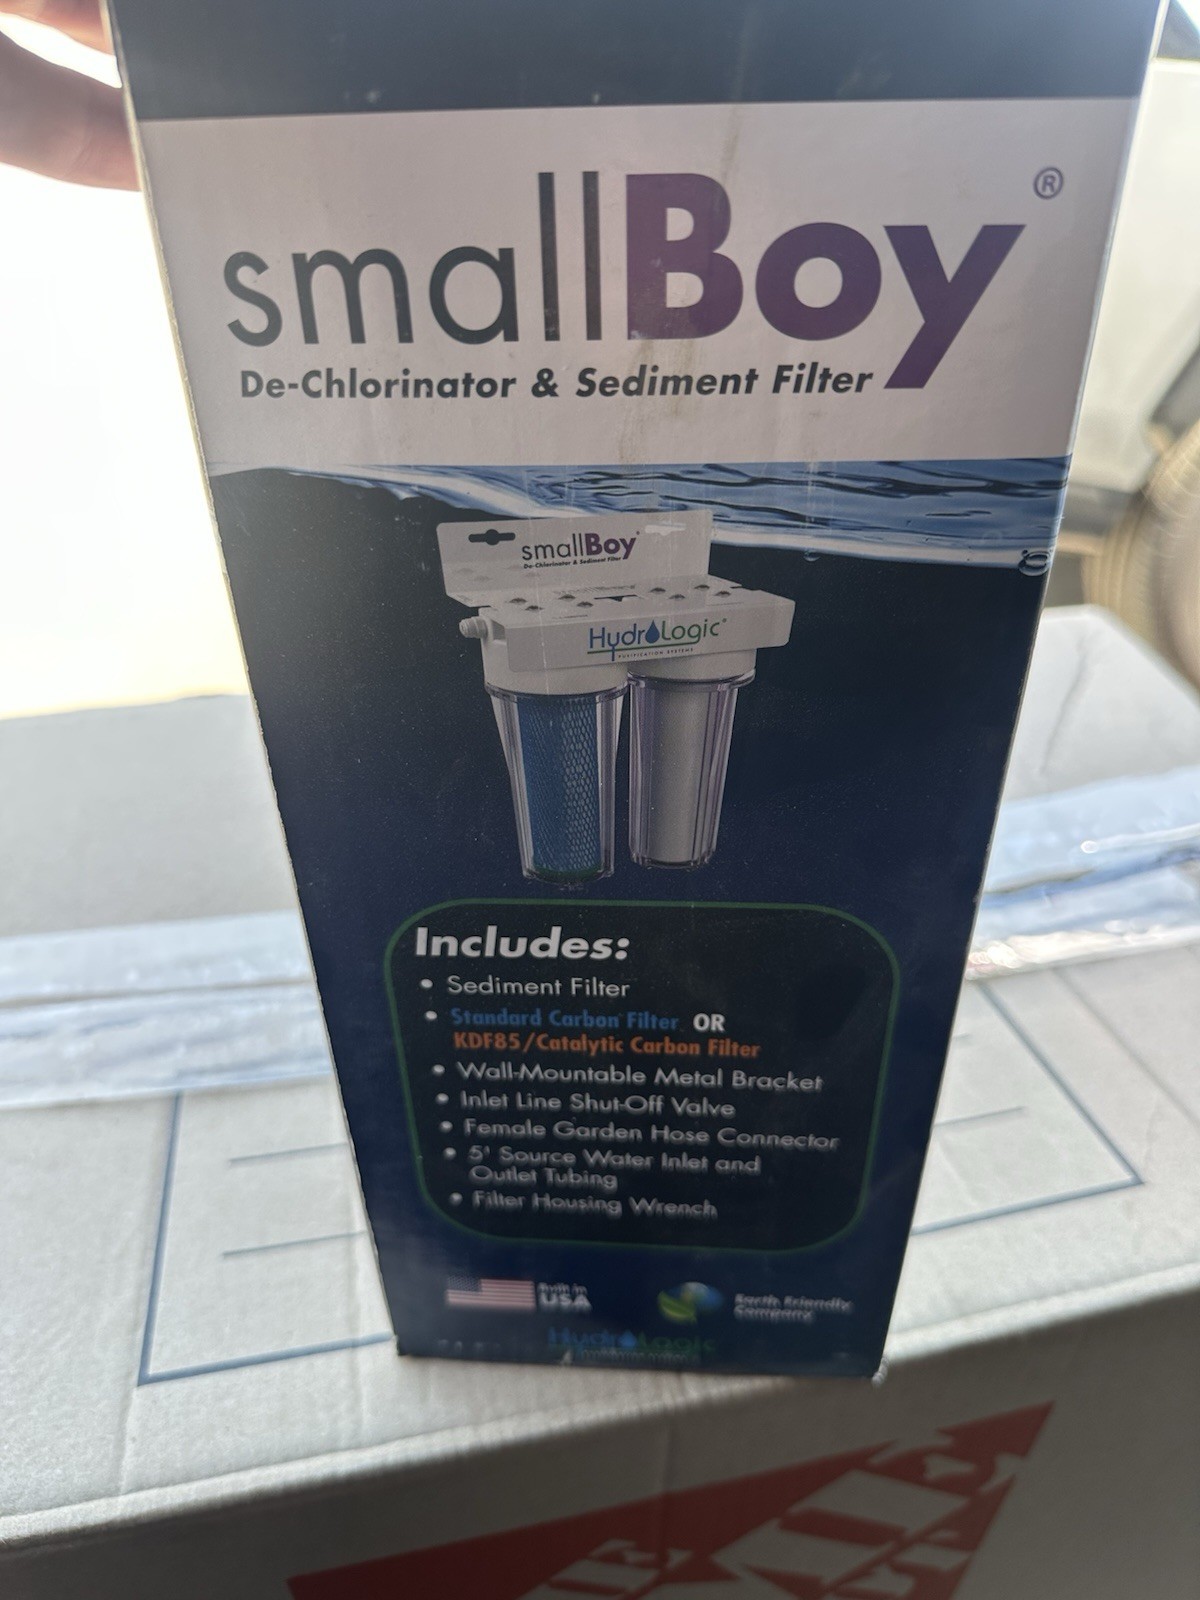 smallBoy®
De-Chlorinator & Sediment Filter
smallBoy
De-Chlorinator & Sediment Filter
HydroLogic®
PURIFICATION SYSTEMS
Includes:
• Sediment Filter
• Standard Carbon Filter OR
KDF85/Catalytic Carbon Filter
• Wall-Mountable Metal Bracket
• Inlet Line Shut-Off Valve
• Female Garden Hose Connector
• 5' Source Water Inlet and
Outlet Tubing
• Filter Housing Wrench
Built in
USA
Earth Friendly
Company
HydroLogic